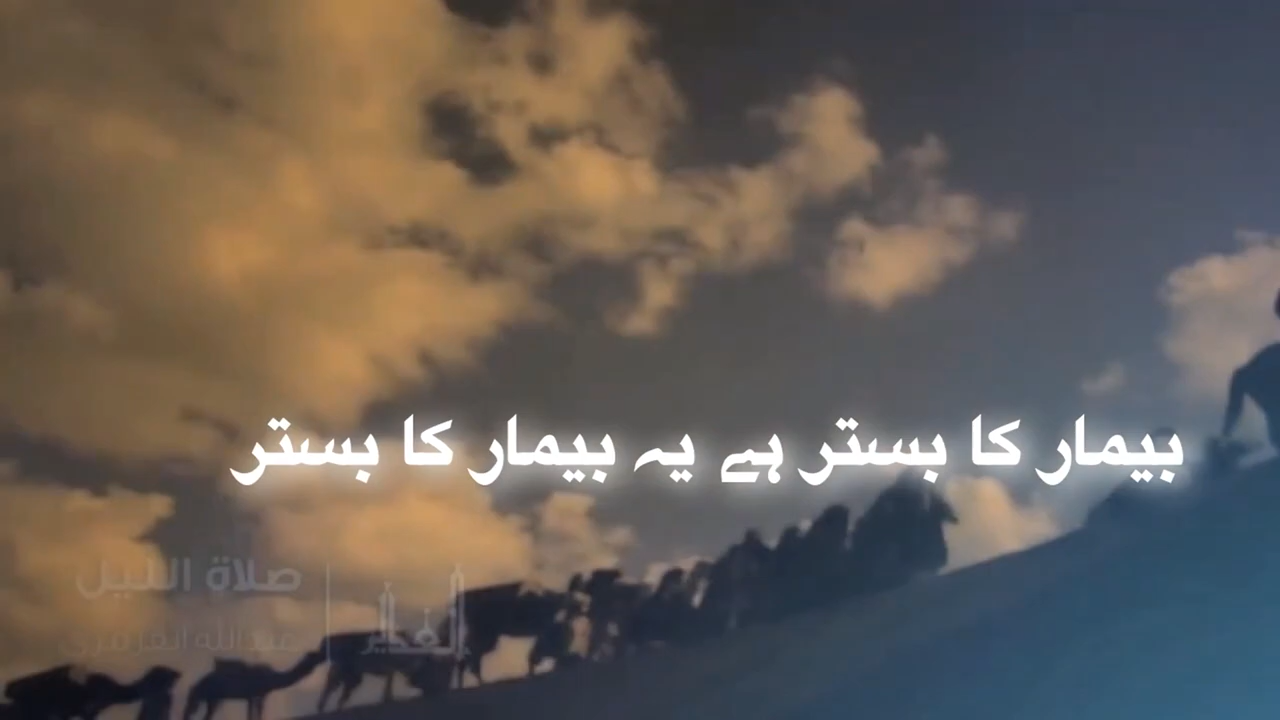 بیمار کا بستر ہے یہ بیمار کا بستر
صلاة الليل